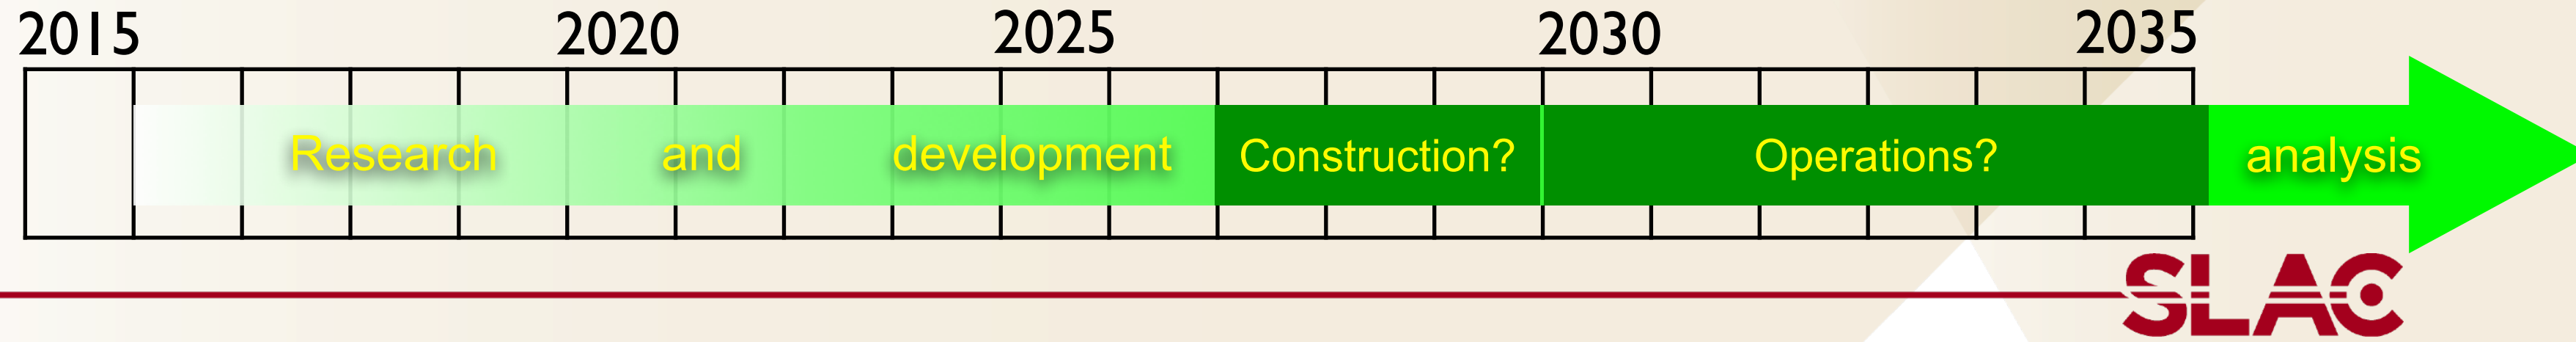 2015 2020 2025 2030 2035
Research and development Construction? Operations? analysis
SLAC